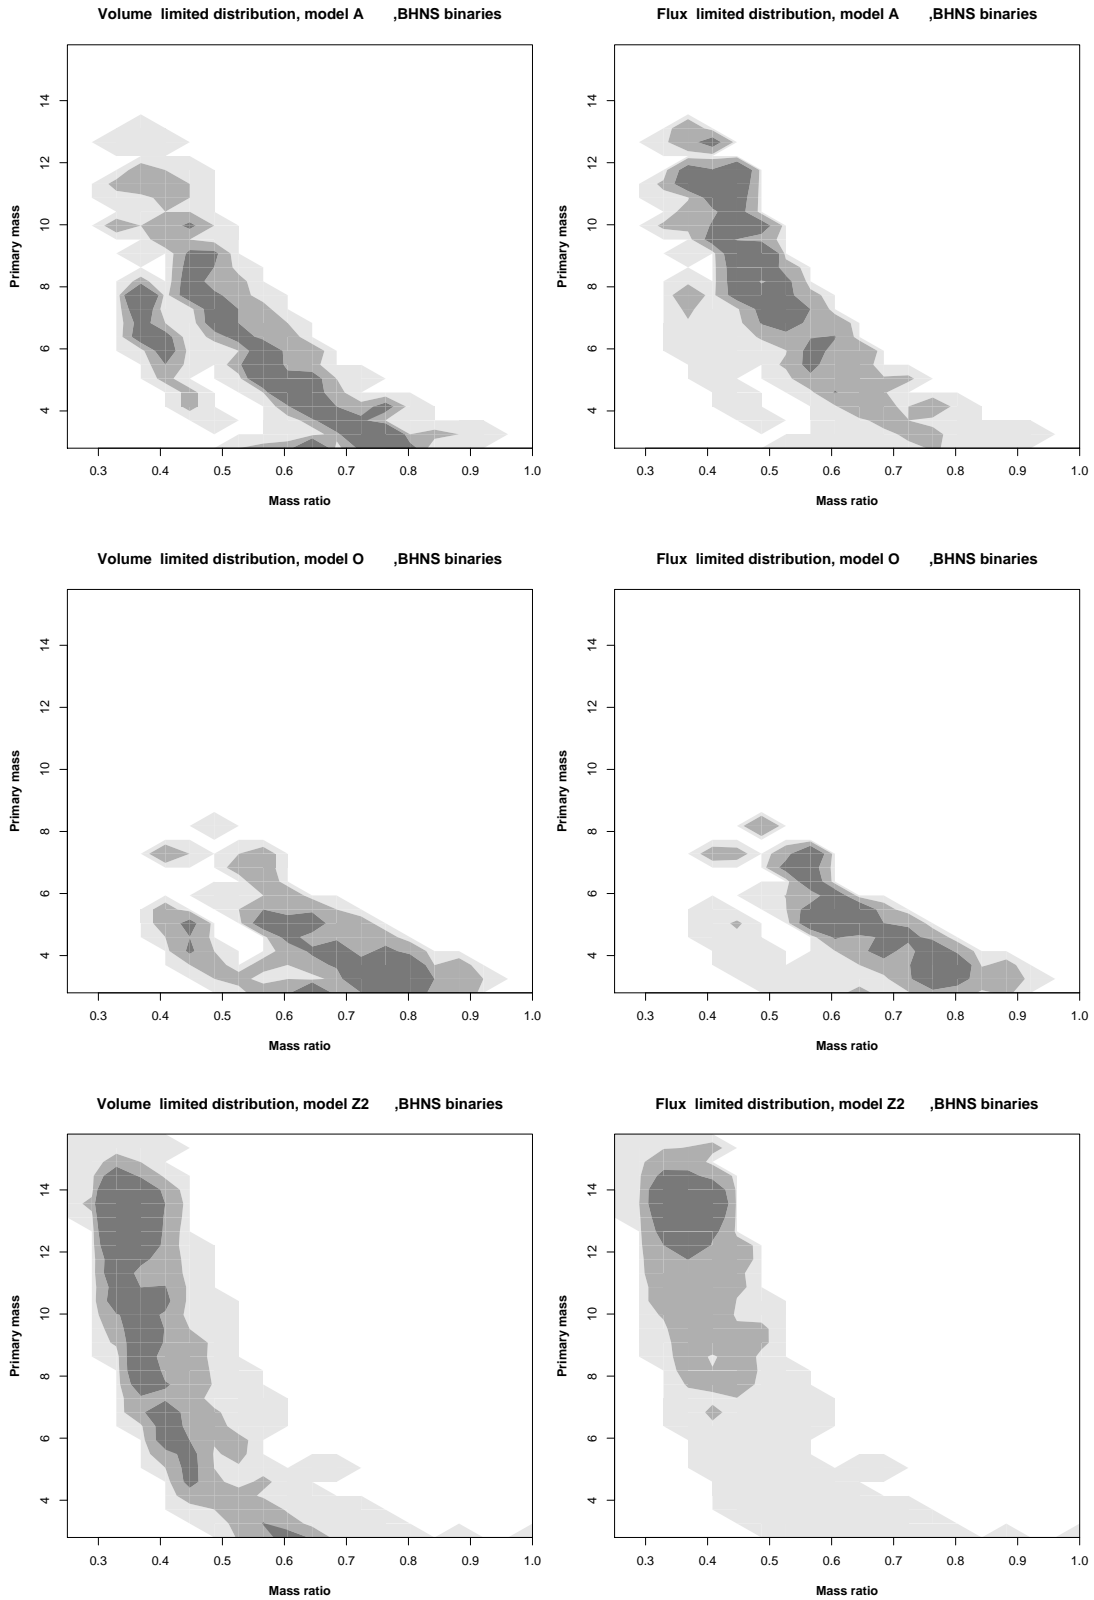 Volume  limited distribution, model A       ,BHNS binaries
Primary mass
14
12
10
8
6
4
0.3 0.4 0.5 0.6 0.7 0.8 0.9 1.0
Mass ratio
Flux  limited distribution, model A       ,BHNS binaries
Primary mass
14
12
10
8
6
4
0.3 0.4 0.5 0.6 0.7 0.8 0.9 1.0
Mass ratio
Volume  limited distribution, model O       ,BHNS binaries
Primary mass
14
12
10
8
6
4
0.3 0.4 0.5 0.6 0.7 0.8 0.9 1.0
Mass ratio
Flux  limited distribution, model O       ,BHNS binaries
Primary mass
14
12
10
8
6
4
0.3 0.4 0.5 0.6 0.7 0.8 0.9 1.0
Mass ratio
Volume  limited distribution, model Z2      ,BHNS binaries
Primary mass
14
12
10
8
6
4
0.3 0.4 0.5 0.6 0.7 0.8 0.9 1.0
Mass ratio
Flux  limited distribution, model Z2      ,BHNS binaries
Primary mass
14
12
10
8
6
4
0.3 0.4 0.5 0.6 0.7 0.8 0.9 1.0
Mass ratio